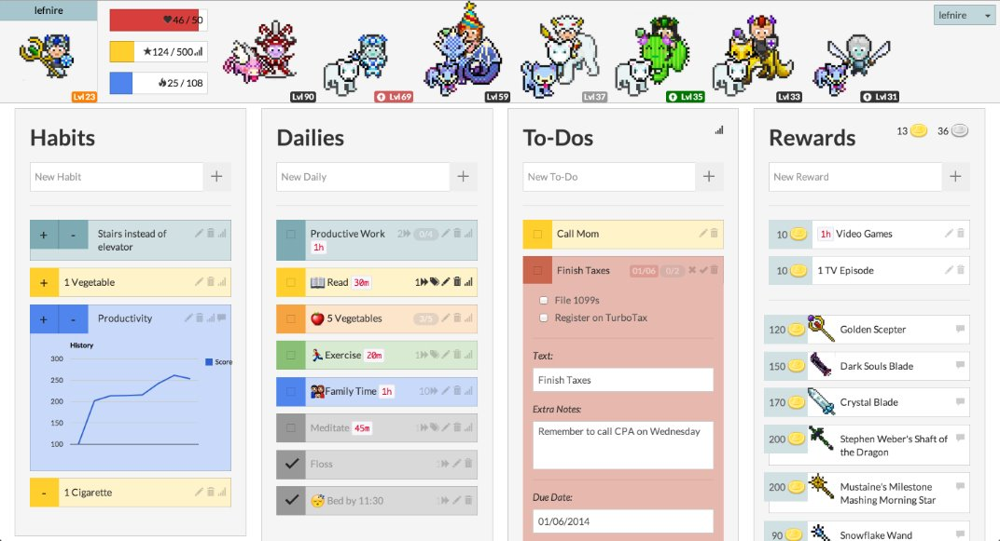 lefnire
46 / 50
124 / 500
25 / 108
Lvl 23
Lvl 90
Lvl 69
Lvl 59
Lvl 37
Lvl 35
Lvl 33
Lvl 31
lefnire
Habits
New Habit
+
+ - Stairs instead of
elevator
+ 1 Vegetable
+ - Productivity
History
300
250
200
150
100
Score
- 1 Cigarette
Dailies
New Daily
+
Productive Work 2 0/4
1h
Read 30m 1
5 Vegetables 3/5
Exercise 20m 1
Family Time 1h 10
Meditate 45m 1
Floss 1
Bed by 11:30 1
To-Dos
New To-Do
+
Call Mom
Finish Taxes 01/06 0/2
File 1099s
Register on TurboTax
Text:
Finish Taxes
Extra Notes:
Remember to call CPA on Wednesday
Due Date:
01/06/2014
Rewards 13 36
New Reward
+
10 1h Video Games
10 1 TV Episode
120 Golden Scepter
150 Dark Souls Blade
170 Crystal Blade
200 Stephen Weber's Shaft of
the Dragon
200 Mustaine's Milestone
Mashing Morning Star
90 Snowflake Wand